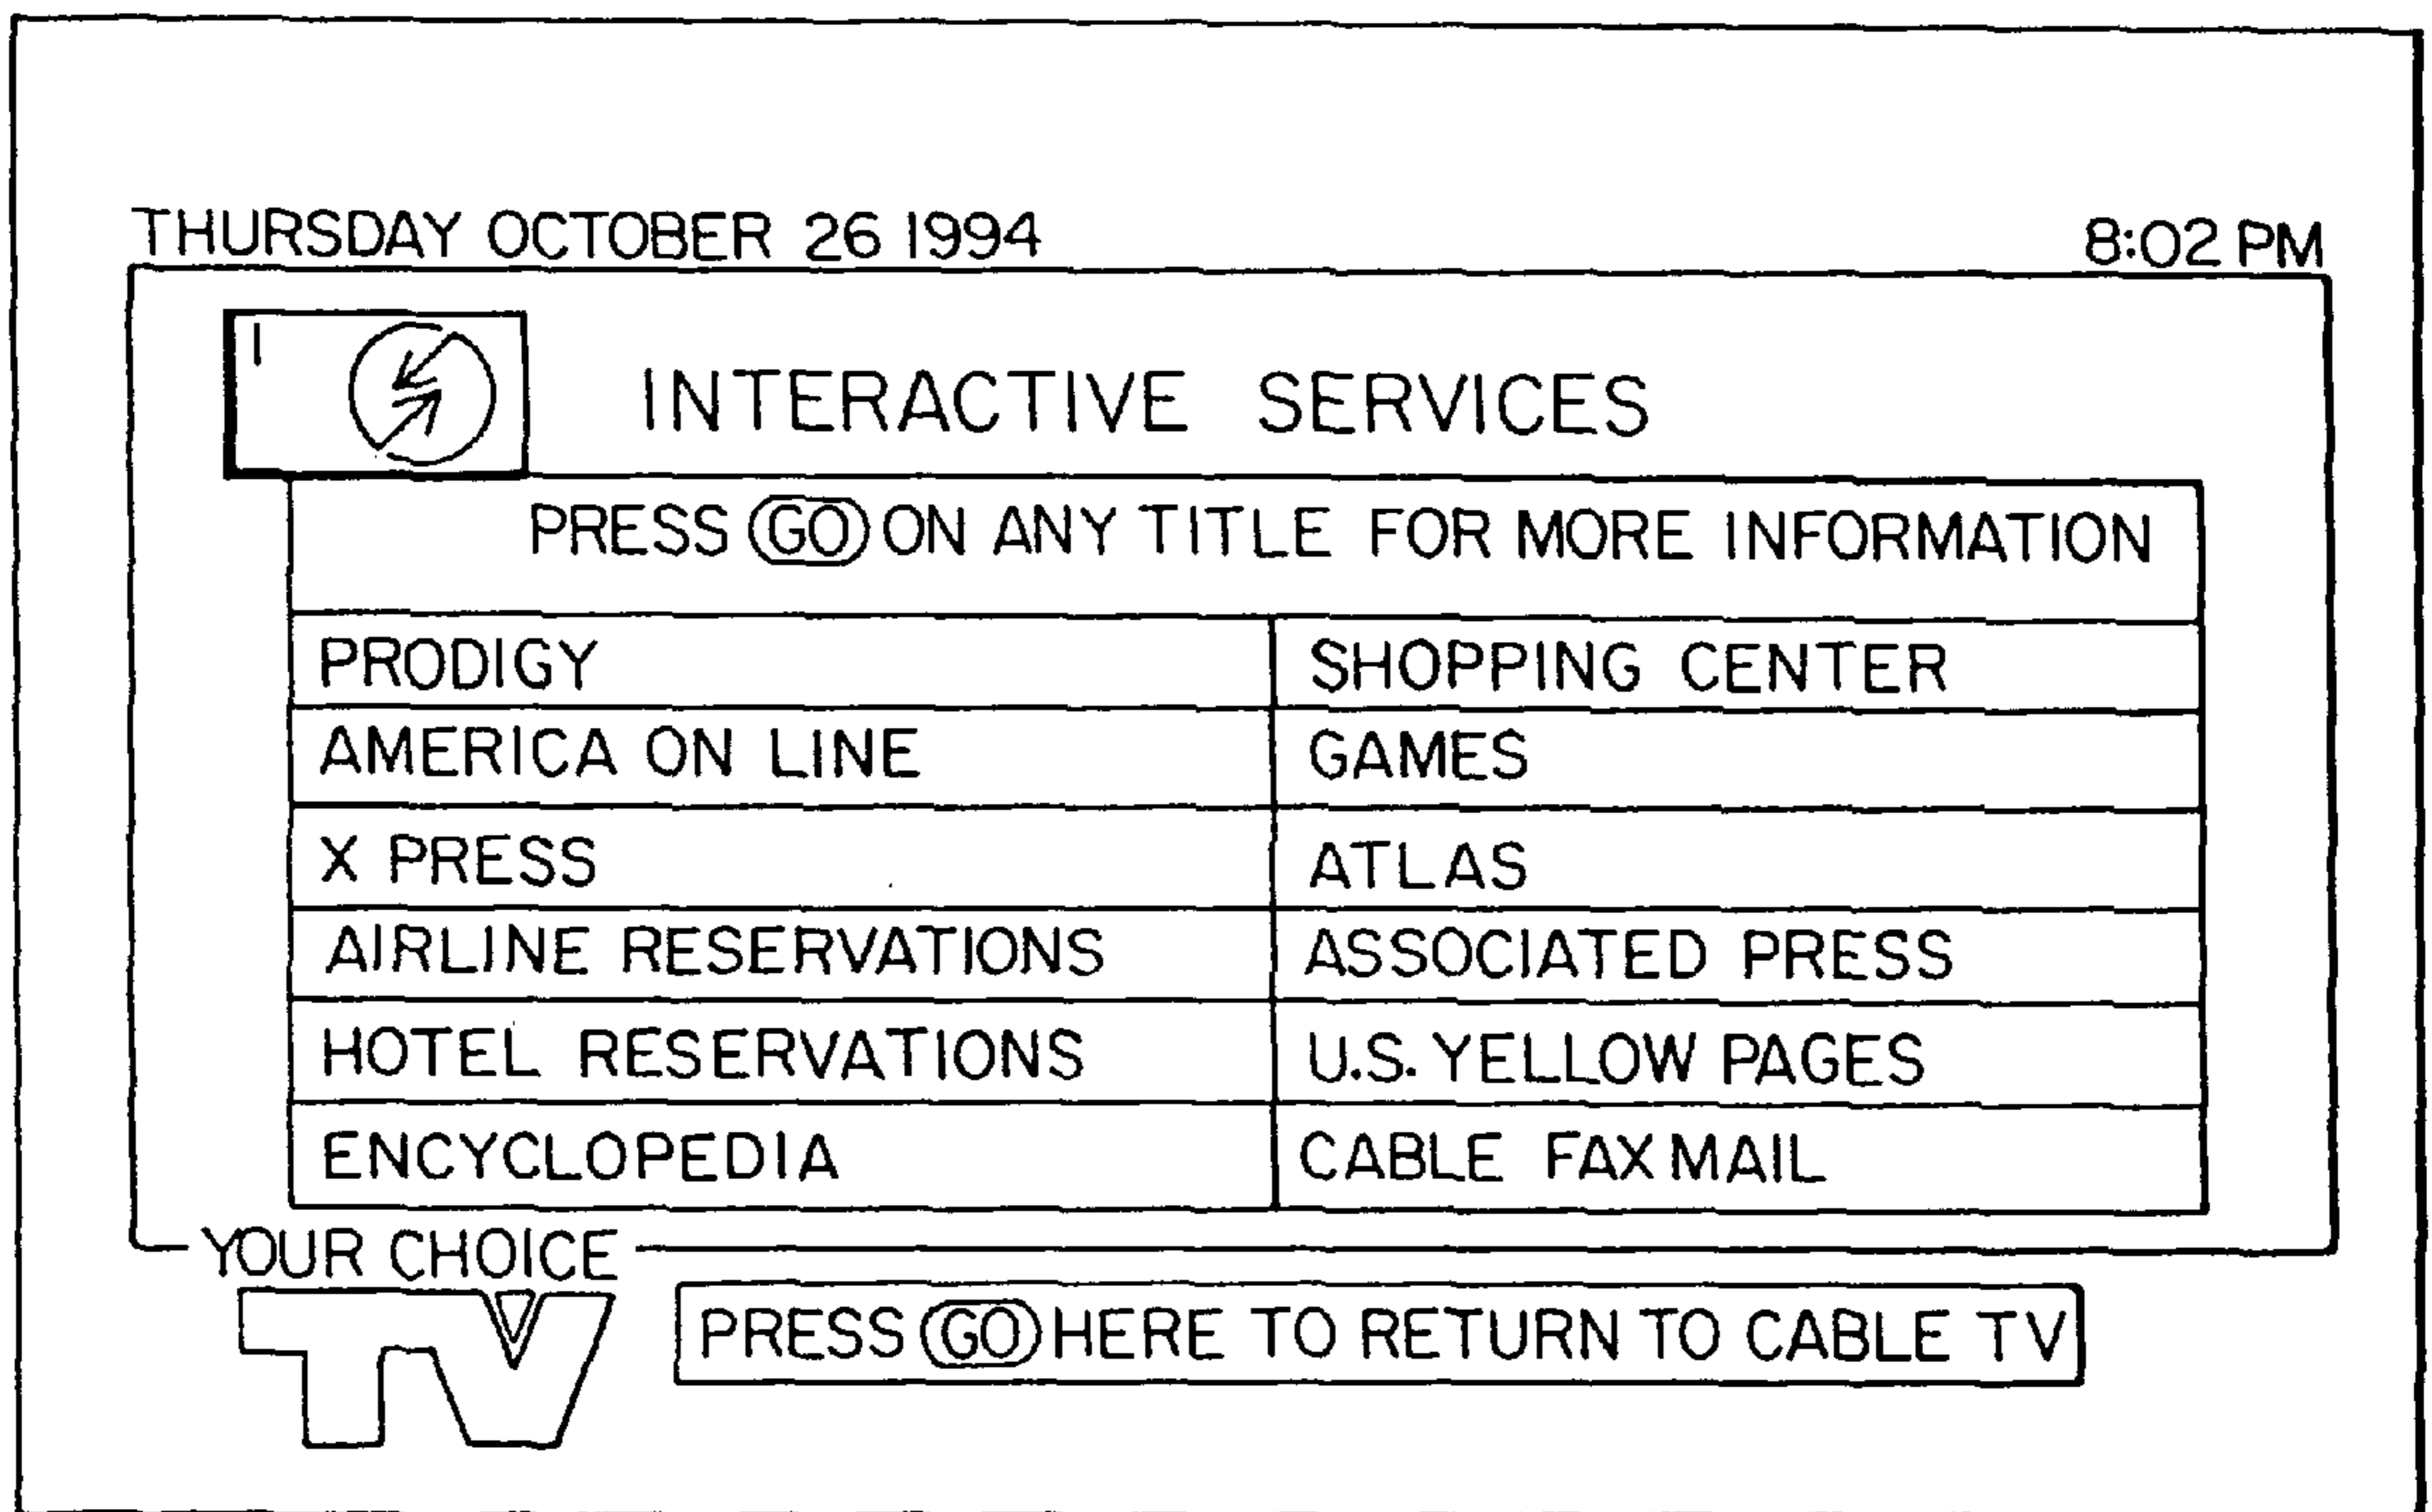 THURSDAY OCTOBER 26 1994 8:02 PM
I
INTERACTIVE SERVICES
PRESS GO ON ANY TITLE FOR MORE INFORMATION
PRODIGY SHOPPING CENTER
AMERICA ON LINE GAMES
X PRESS ATLAS
AIRLINE RESERVATIONS ASSOCIATED PRESS
HOTEL RESERVATIONS U.S. YELLOW PAGES
ENCYCLOPEDIA CABLE FAX MAIL
YOUR CHOICE
TV
PRESS GO HERE TO RETURN TO CABLE TV